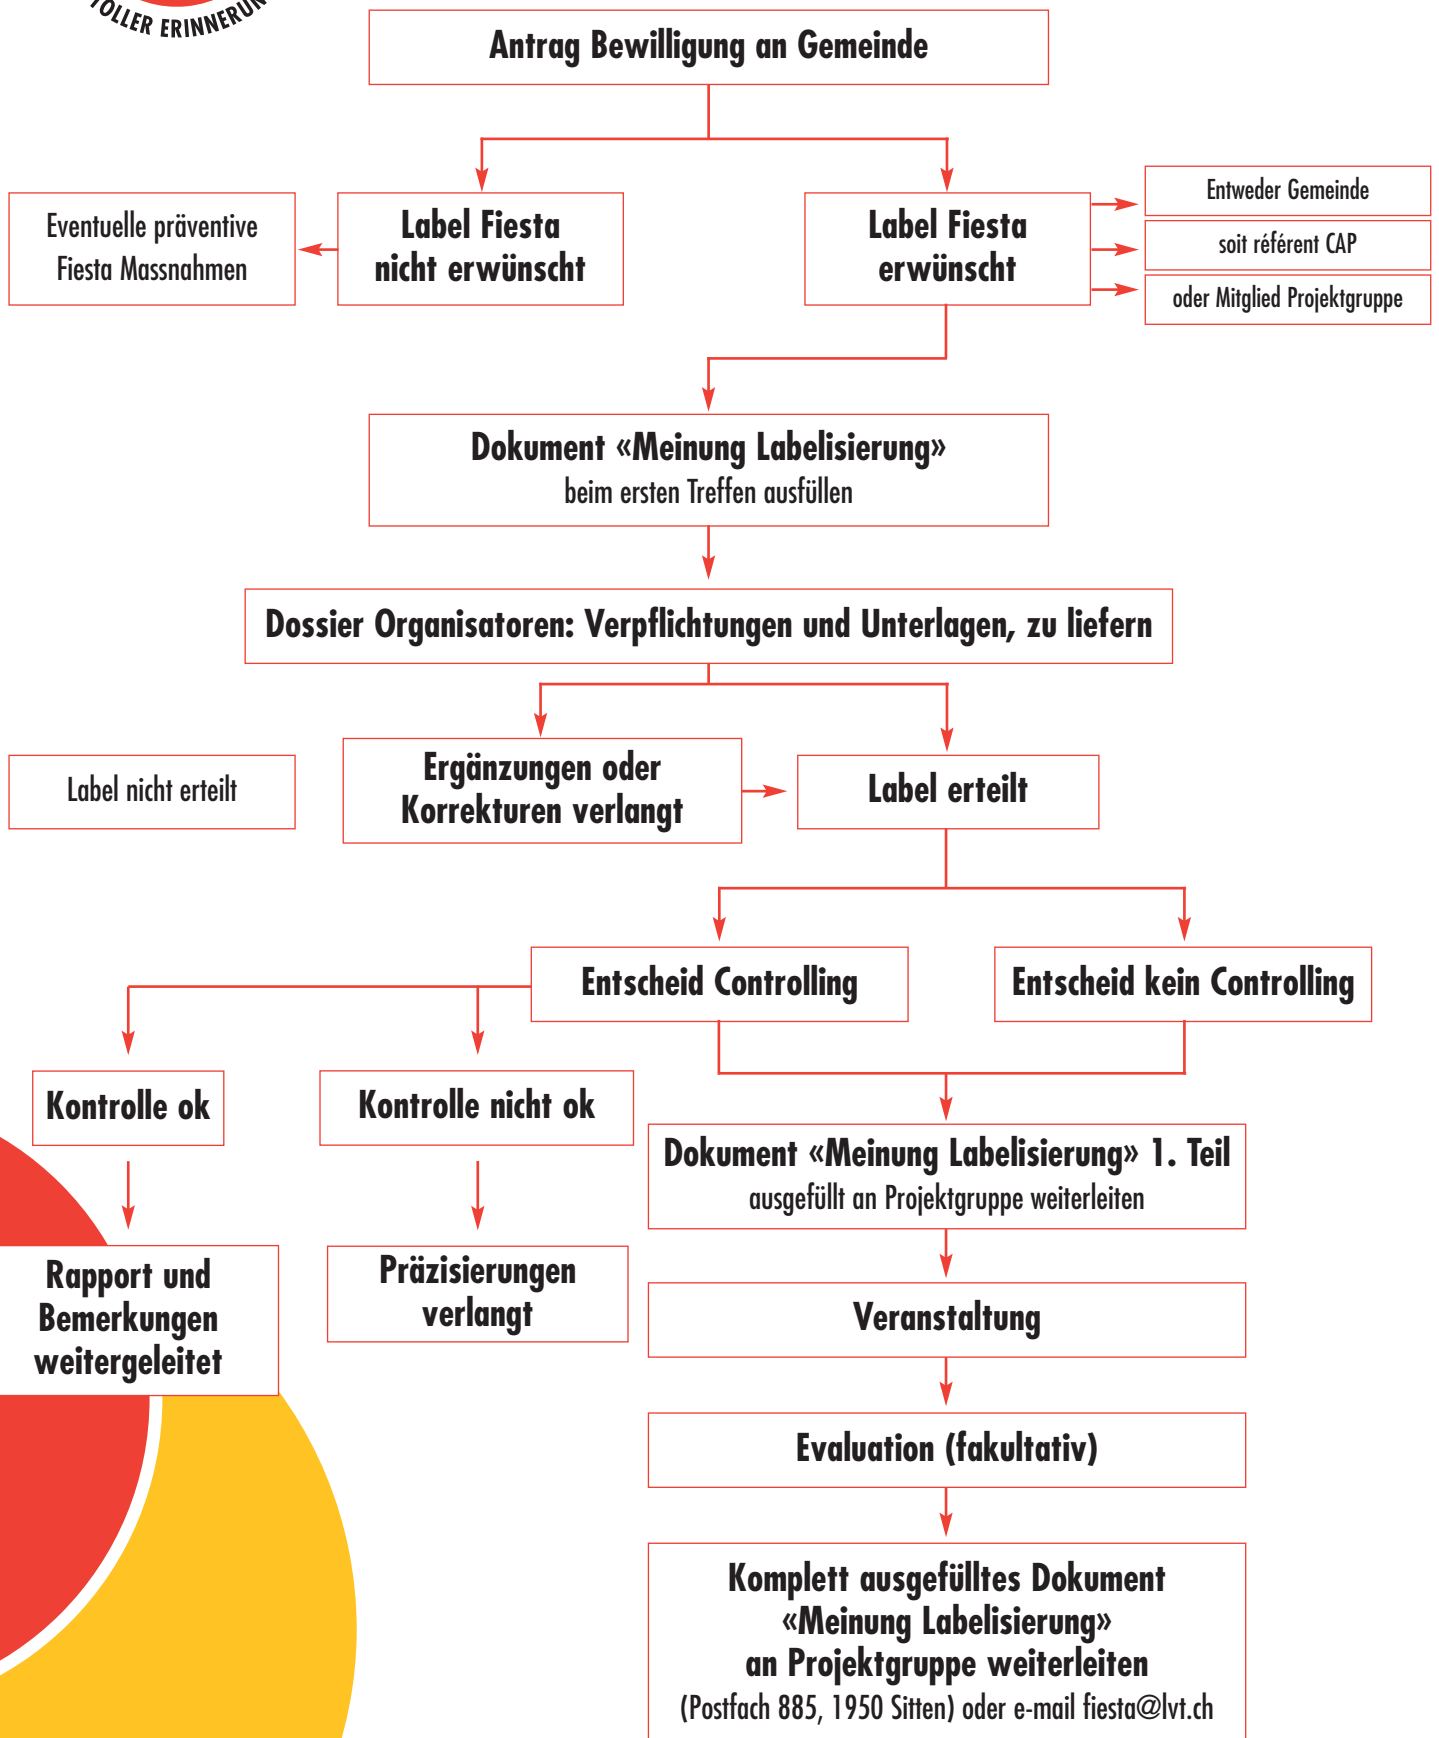 TOLLER ERINNERUN
Antrag Bewilligung an Gemeinde
Eventuelle präventive
Fiesta Massnahmen
Label Fiesta
nicht erwünscht
Label Fiesta
erwünscht
Entweder Gemeinde
soit référent CAP
oder Mitglied Projektgruppe
Dokument «Meinung Labelisierung»
beim ersten Treffen ausfüllen
Dossier Organisatoren: Verpflichtungen und Unterlagen, zu liefern
Label nicht erteilt
Ergänzungen oder
Korrekturen verlangt
Label erteilt
Entscheid Controlling
Entscheid kein Controlling
Kontrolle ok
Kontrolle nicht ok
Dokument «Meinung Labelisierung» 1. Teil
ausgefüllt an Projektgruppe weiterleiten
Rapport und
Bemerkungen
weitergeleitet
Präzisierungen
verlangt
Veranstaltung
Evaluation (fakultativ)
Komplett ausgefülltes Dokument
«Meinung Labelisierung»
an Projektgruppe weiterleiten
(Postfach 885, 1950 Sitten) oder e-mail fiesta@lvt.ch